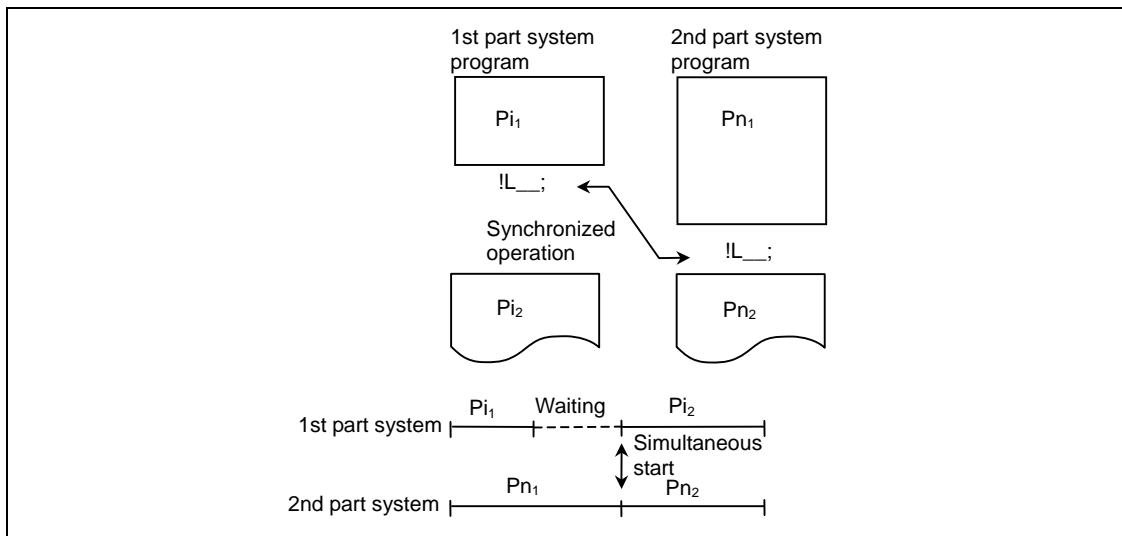 1st part system
program
2nd part system
program
Pi₁
Pn₁
!L__;
Synchronized
operation
!L__;
Pi₂
Pn₂
Pi₁
Waiting
Pi₂
1st part system
Simultaneous
start
Pn₁
Pn₂
2nd part system